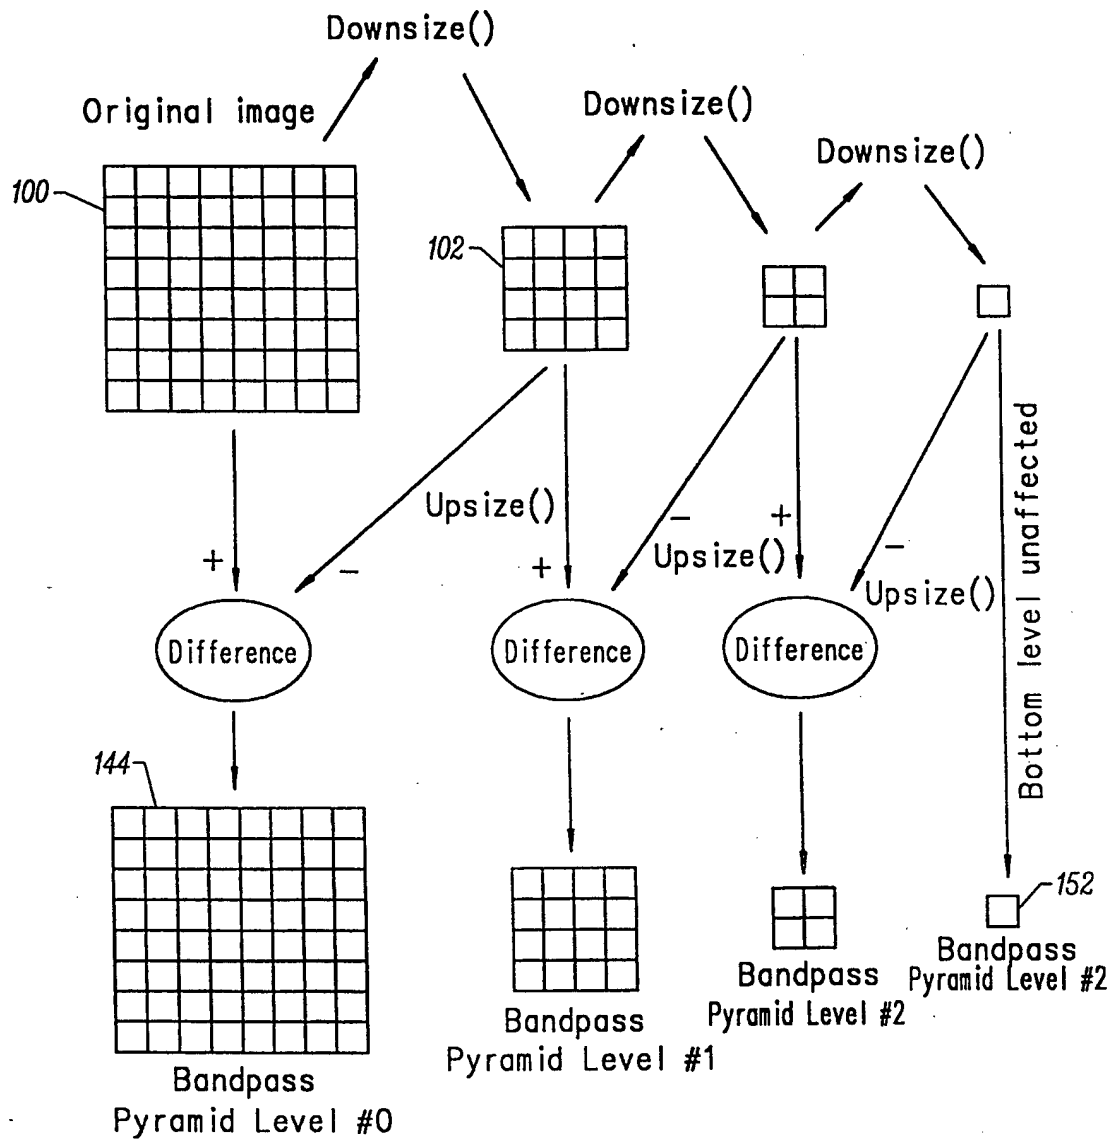 Downsize()
Original image
Downsize()
Downsize()
100
102
Upsize()
+
-
+
-
Upsize()
+
-
Upsize()
Bottom level unaffected
Difference
Difference
Difference
144
152
Bandpass
Pyramid Level #0
Bandpass
Pyramid Level #1
Bandpass
Pyramid Level #2
Bandpass
Pyramid Level #2